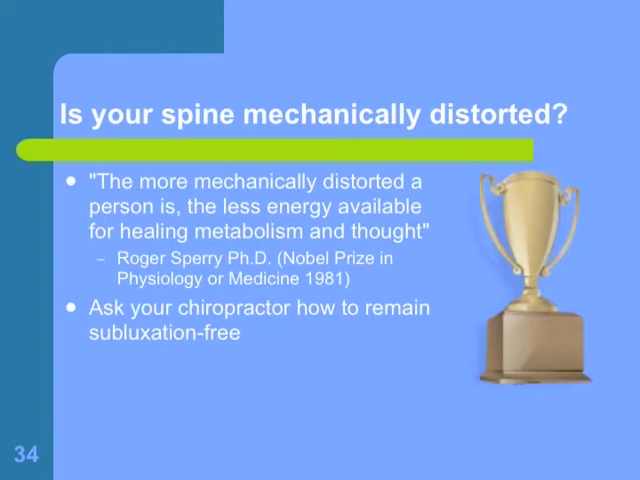 Is your spine mechanically distorted?
"The more mechanically distorted a
person is, the less energy available
for healing metabolism and thought"
– Roger Sperry Ph.D. (Nobel Prize in
Physiology or Medicine 1981)
Ask your chiropractor how to remain
subluxation-free
34